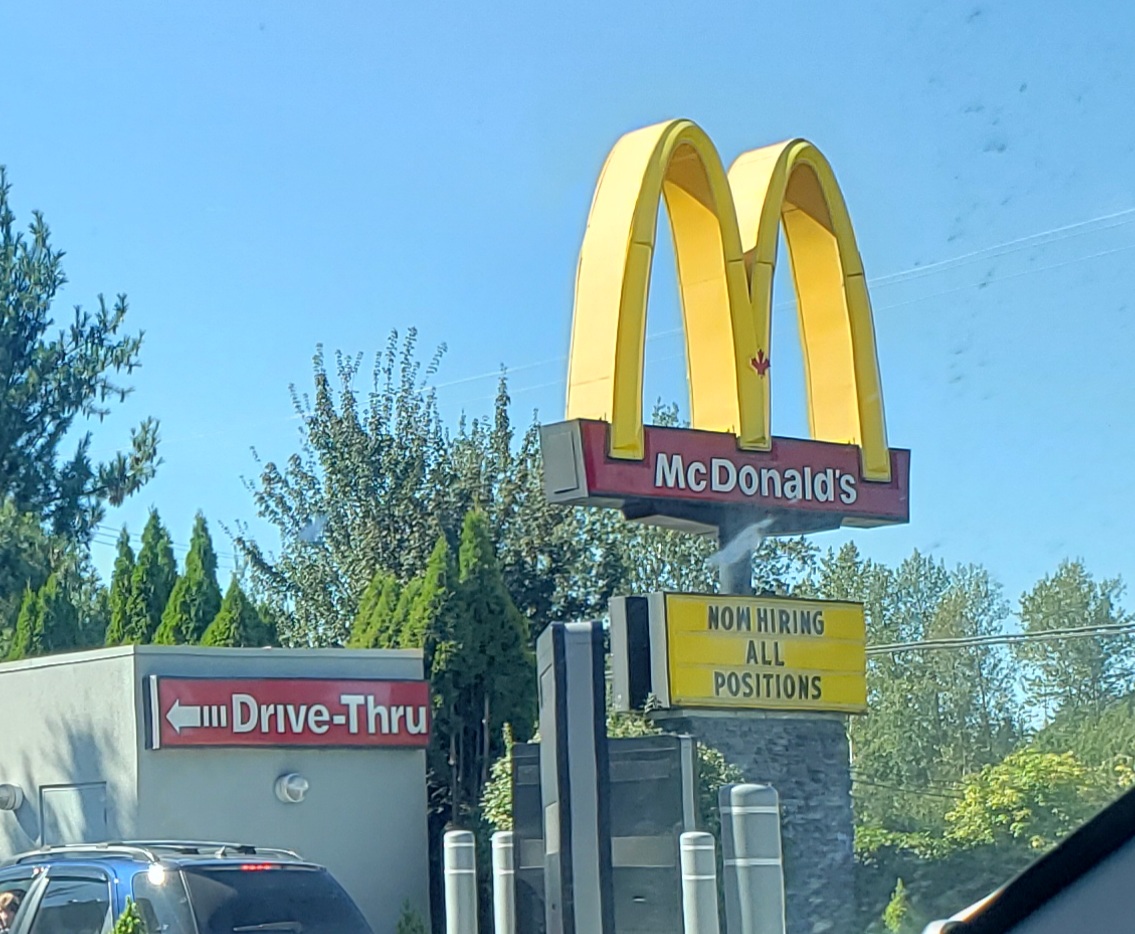 McDonald's
NOW HIRING
ALL
POSITIONS
Drive-Thru